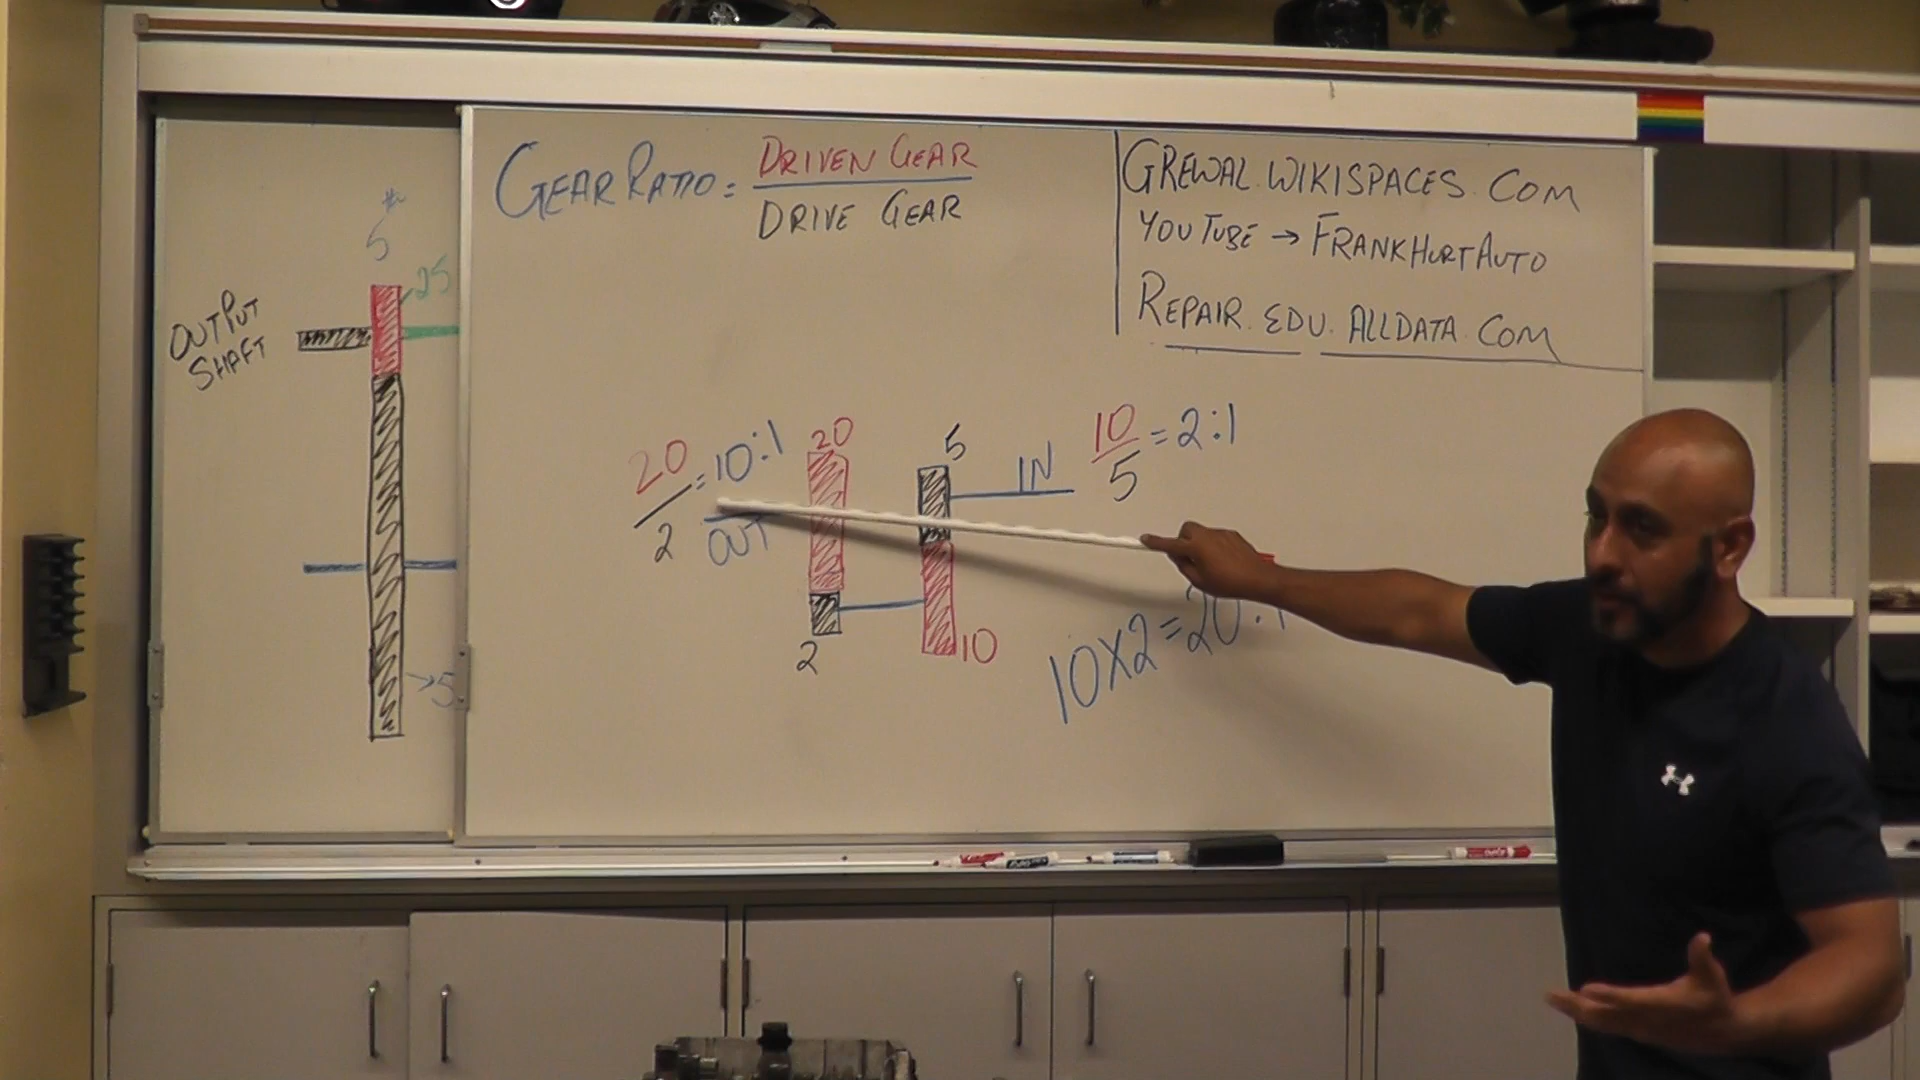 GEAR RATIO = DRIVEN GEAR
DRIVE GEAR
GREWAL.WIKISPACES.COM
YOUTUBE → FRANKHURTAUTO
REPAIR.EDU.ALLDATA.COM
5
25
OUTPUT
SHAFT
20
2
=10:1
OUT
20
2
5
10
IN
10
5
=2:1
10X2=20:1